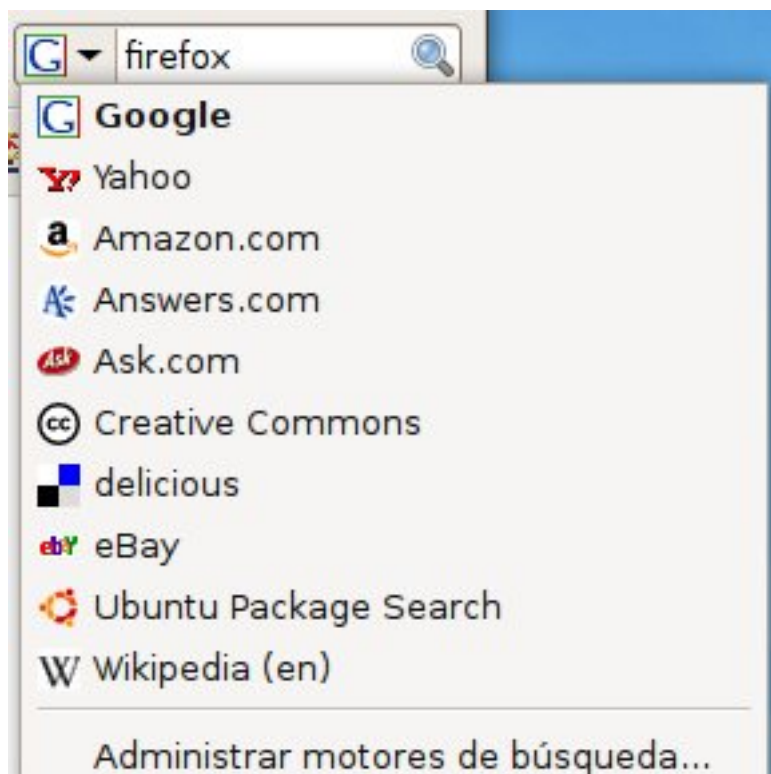 firefox
Google
Yahoo
Amazon.com
Answers.com
Ask.com
Creative Commons
delicious
eBay
Ubuntu Package Search
Wikipedia (en)
Administrar motores de búsqueda...